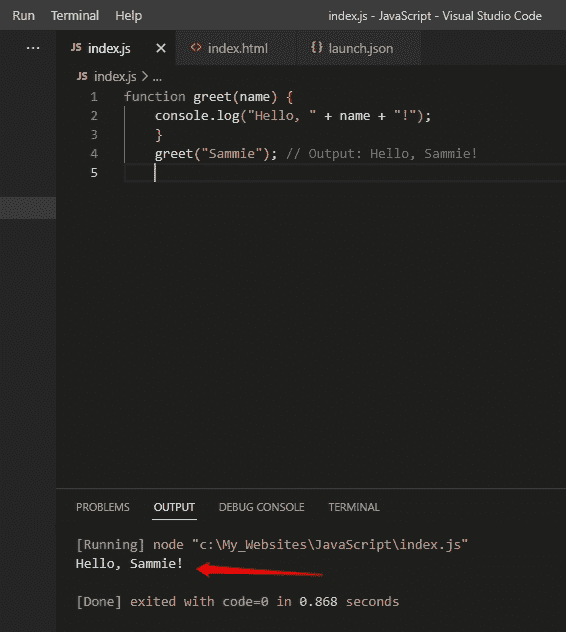 Run Terminal Help index.js - JavaScript - Visual Studio Code
... JS index.js × <> index.html {} launch.json
JS index.js > ...
1 function greet(name) {
2 console.log("Hello, " + name + "!");
3 }
4 greet("Sammie"); // Output: Hello, Sammie!
5
PROBLEMS OUTPUT DEBUG CONSOLE TERMINAL
[Running] node "c:\My_Websites\JavaScript\index.js"
Hello, Sammie!
[Done] exited with code=0 in 0.868 seconds